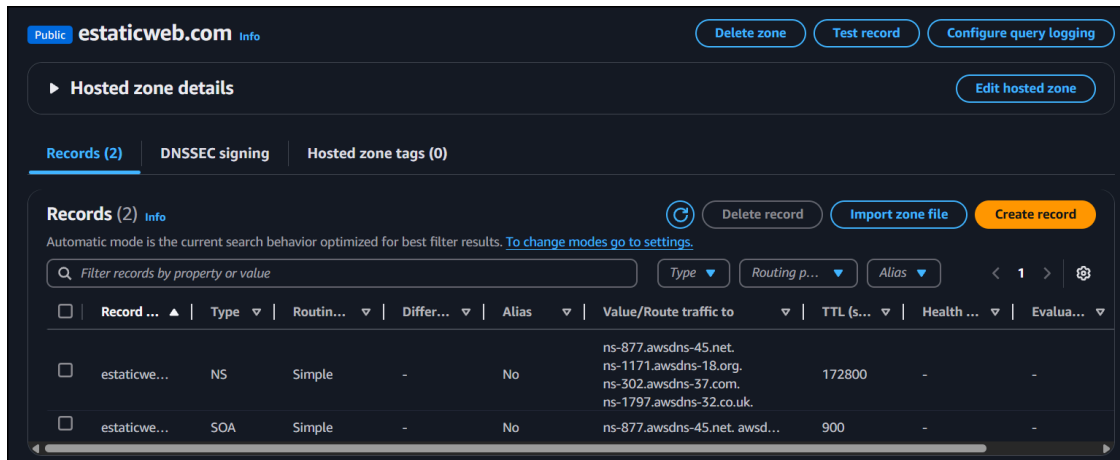 Public estaticweb.com Info
Delete zone
Test record
Configure query logging
Hosted zone details
Edit hosted zone
Records (2)
DNSSEC signing
Hosted zone tags (0)
Records (2) Info
Delete record
Import zone file
Create record
Automatic mode is the current search behavior optimized for best filter results. To change modes go to settings.
Filter records by property or value
Type
Routing p...
Alias
1
Record ... Type Routin... Differ... Alias Value/Route traffic to TTL (s... Health ... Evalua...
ns-877.awsdns-45.net.
ns-1171.awsdns-18.org.
estaticwe... NS Simple - No 172800 - -
ns-302.awsdns-37.com.
ns-1797.awsdns-32.co.uk.
estaticwe... SOA Simple - No ns-877.awsdns-45.net. awsd... 900 - -